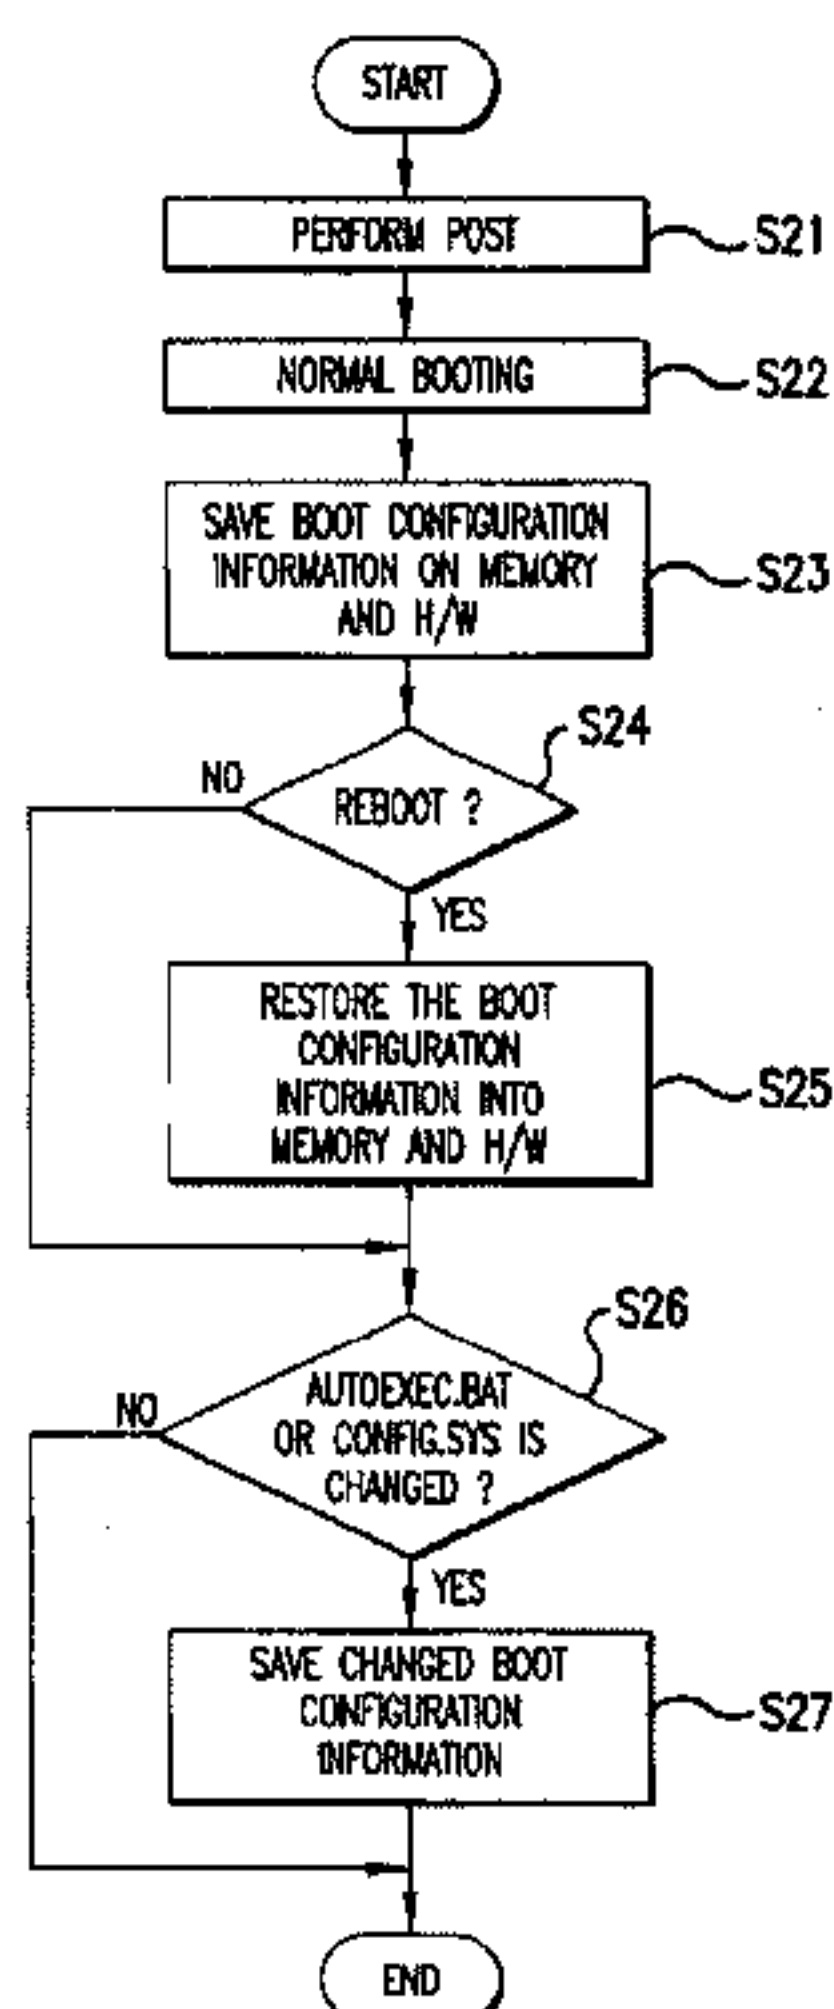 START
PERFORM POST
S21
NORMAL BOOTING
S22
SAVE BOOT CONFIGURATION
INFORMATION ON MEMORY
AND H/W
S23
S24
NO
REBOOT ?
YES
RESTORE THE BOOT
CONFIGURATION
INFORMATION INTO
MEMORY AND H/W
S25
S26
NO
AUTOEXEC.BAT
OR CONFIG.SYS IS
CHANGED ?
YES
SAVE CHANGED BOOT
CONFIGURATION
INFORMATION
S27
END